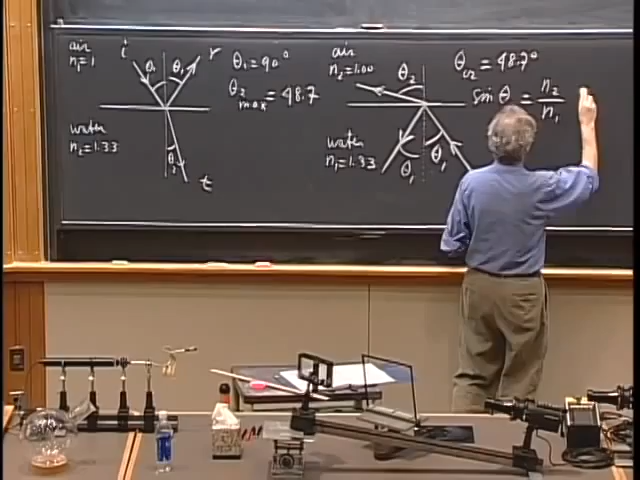 air
n₁=1
i
r
θ₁
θ₁
θ₁ = 90°
θ₂ max = 48.7
water
n₂=1.33
θ₂
t
air
n₂=1.00
θ₂
θcr = 48.7°
sin θ = n₂/n₁
water
n₁=1.33
θ₁
θ₁